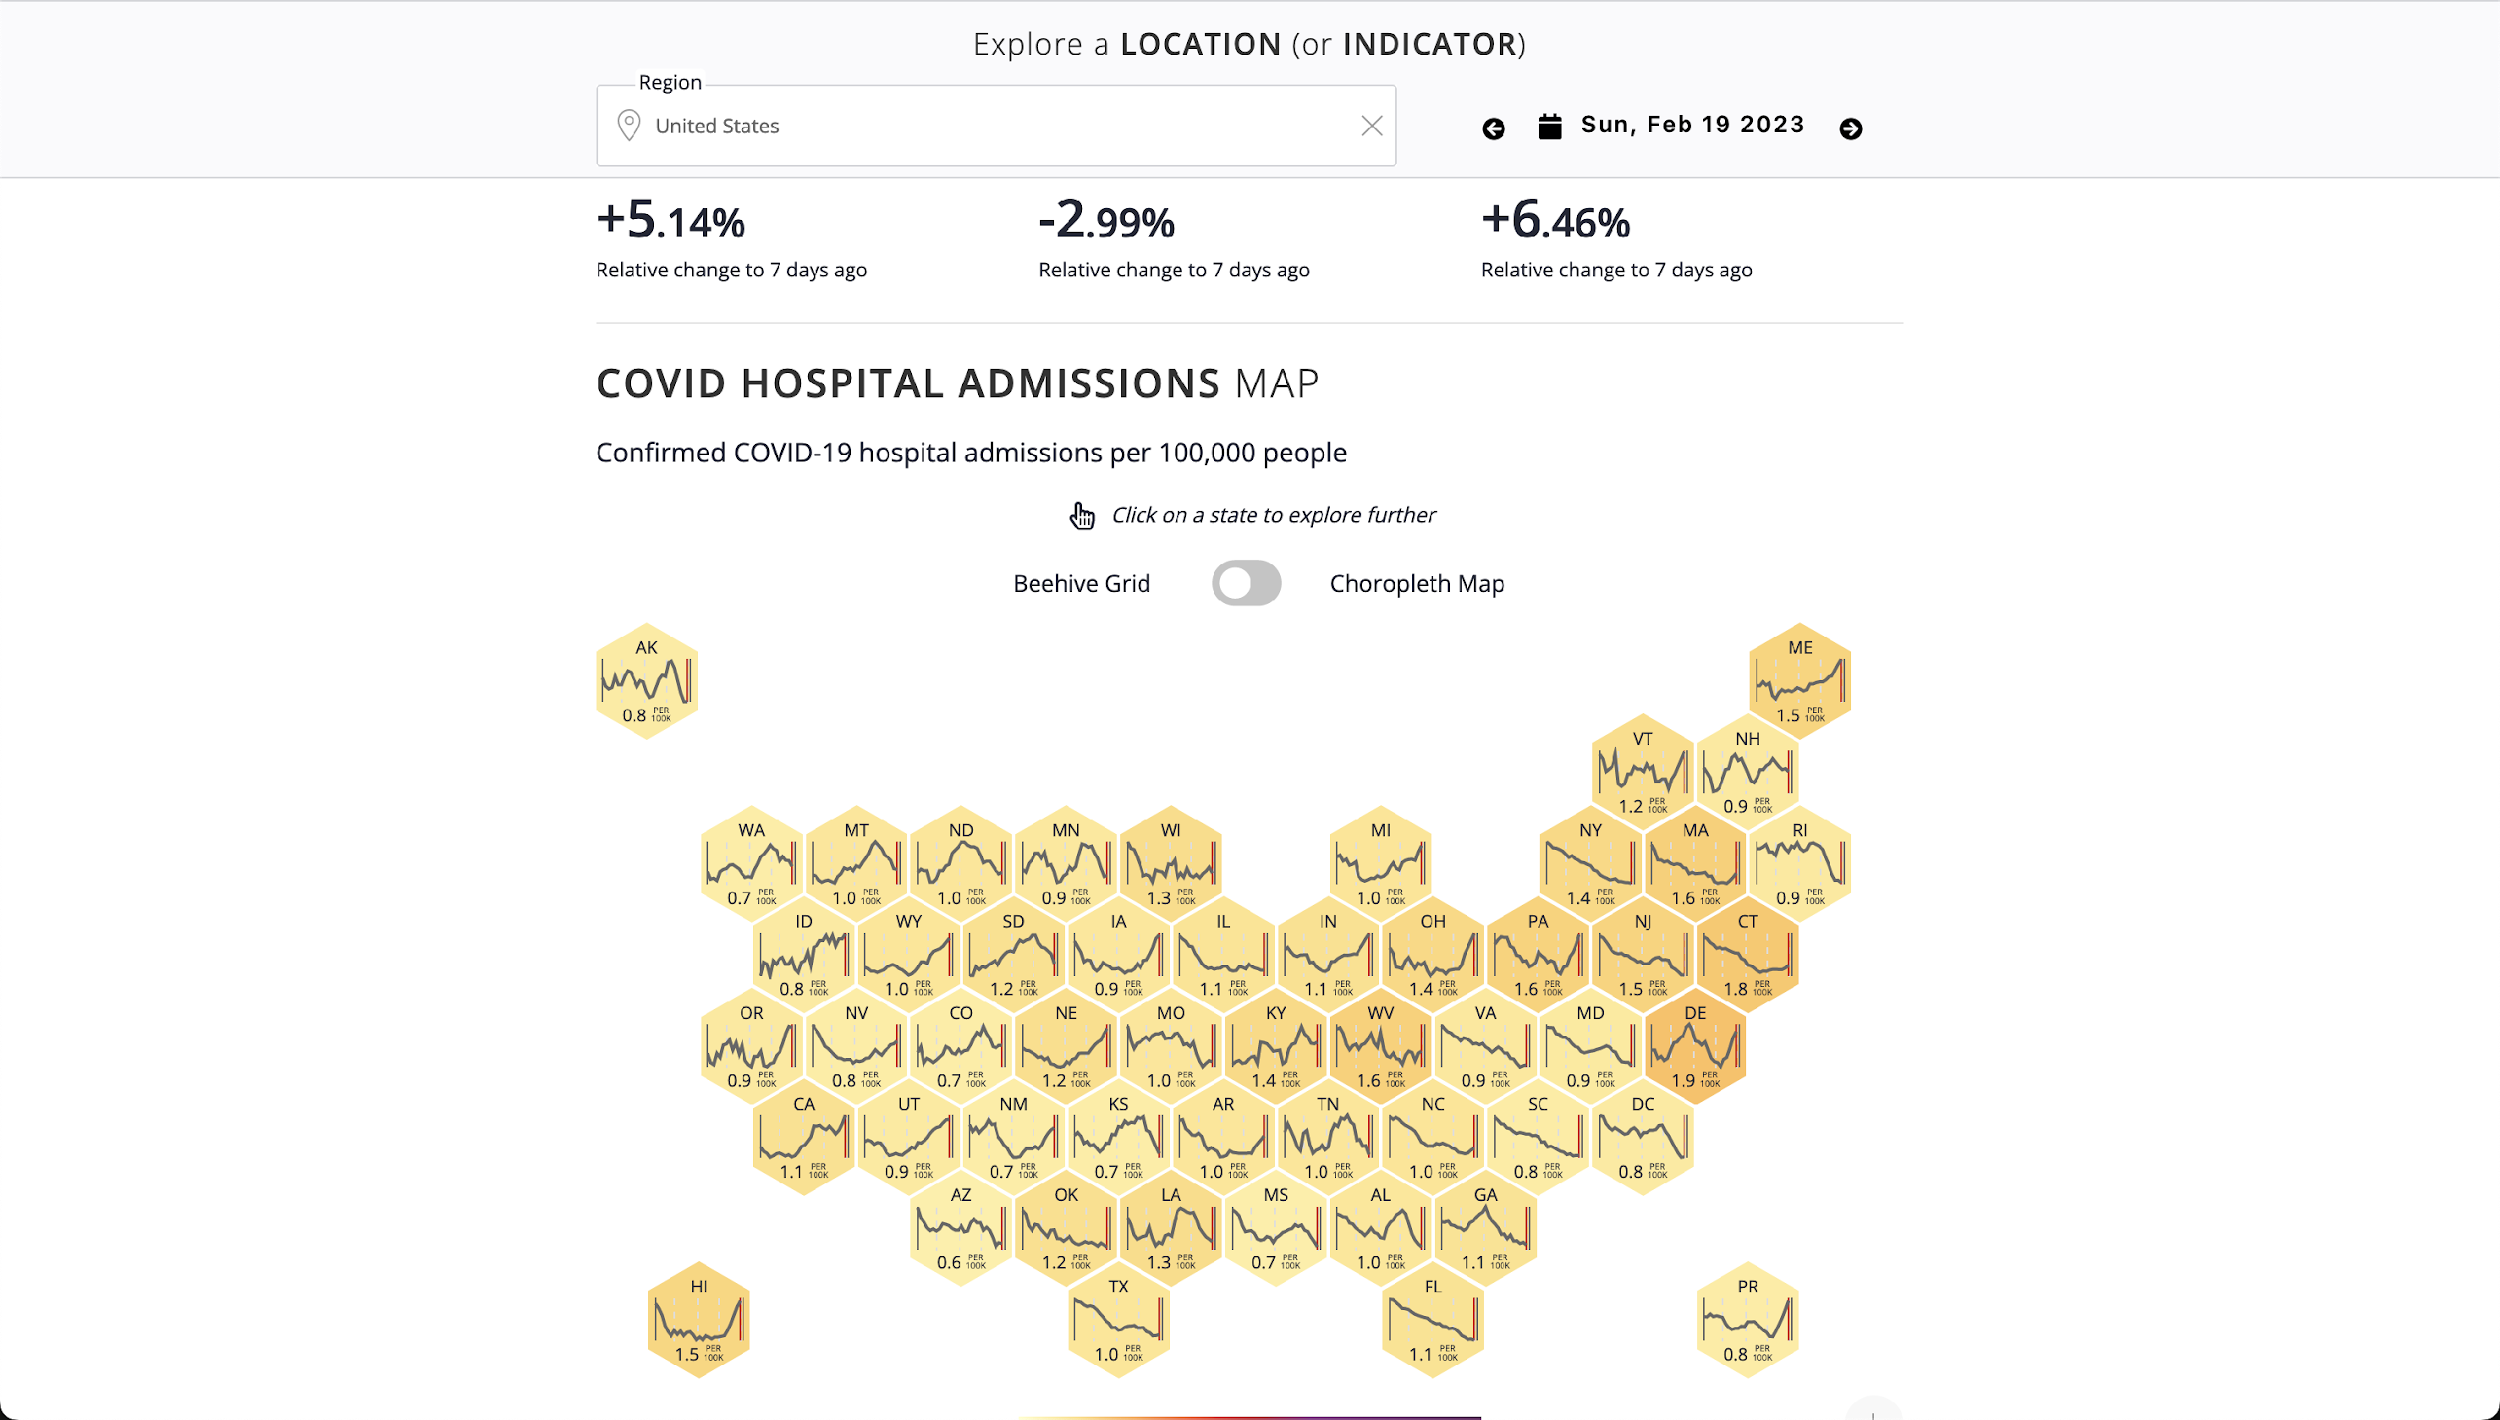 Explore a LOCATION (or INDICATOR)
Region
United States
Sun, Feb 19 2023
+5.14%
-2.99%
+6.46%
Relative change to 7 days ago
Relative change to 7 days ago
Relative change to 7 days ago
COVID HOSPITAL ADMISSIONS MAP
Confirmed COVID-19 hospital admissions per 100,000 people
Click on a state to explore further
Beehive Grid
Choropleth Map
AK
0.8 PER 100K
ME
1.5 PER 100K
VT
1.2 PER 100K
NH
0.9 PER 100K
WA
0.7 PER 100K
MT
1.0 PER 100K
ND
1.0 PER 100K
MN
0.9 PER 100K
WI
1.3 PER 100K
MI
1.0 PER 100K
NY
1.4 PER 100K
MA
1.6 PER 100K
RI
0.9 PER 100K
ID
0.8 PER 100K
WY
1.0 PER 100K
SD
1.2 PER 100K
IA
0.9 PER 100K
IL
1.1 PER 100K
IN
1.1 PER 100K
OH
1.4 PER 100K
PA
1.6 PER 100K
NJ
1.5 PER 100K
CT
1.8 PER 100K
OR
0.9 PER 100K
NV
0.8 PER 100K
CO
0.7 PER 100K
NE
1.2 PER 100K
MO
1.0 PER 100K
KY
1.4 PER 100K
WV
1.6 PER 100K
VA
0.9 PER 100K
MD
0.9 PER 100K
DE
1.9 PER 100K
CA
1.1 PER 100K
UT
0.9 PER 100K
NM
0.7 PER 100K
KS
0.7 PER 100K
AR
1.0 PER 100K
TN
1.0 PER 100K
NC
1.0 PER 100K
SC
0.8 PER 100K
DC
0.8 PER 100K
AZ
0.6 PER 100K
OK
1.2 PER 100K
LA
1.3 PER 100K
MS
0.7 PER 100K
AL
1.0 PER 100K
GA
1.1 PER 100K
HI
1.5 PER 100K
TX
1.0 PER 100K
FL
1.1 PER 100K
PR
0.8 PER 100K